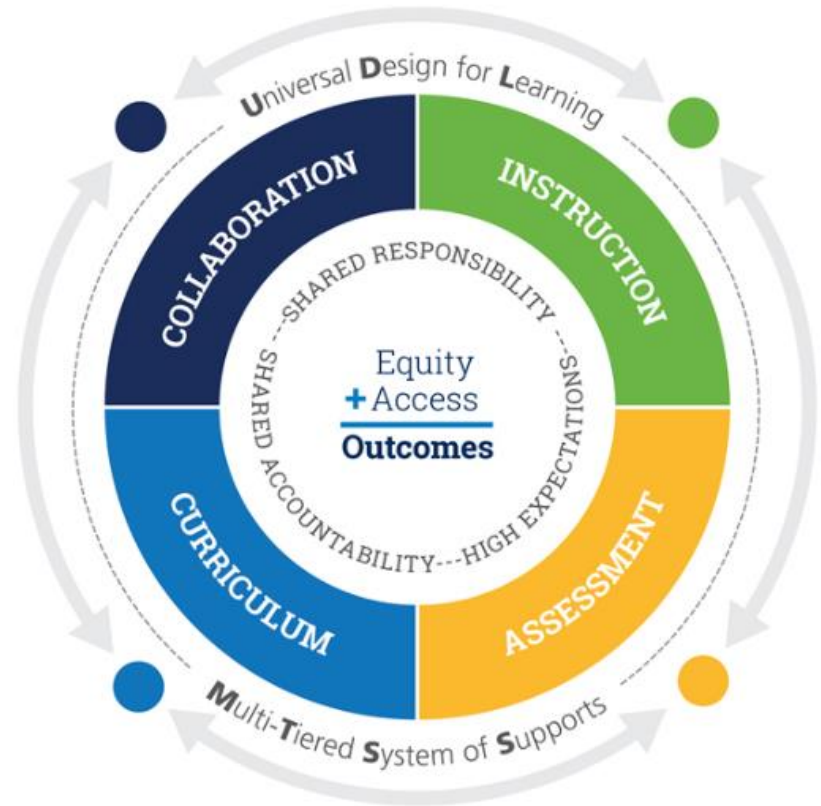 Universal Design for Learning
COLLABORATION
INSTRUCTION
---SHARED RESPONSIBILITY---
Equity
+Access
Outcomes
SHARED ACCOUNTABILITY---HIGH EXPECTATIONS
CURRICULUM
ASSESSMENT
Multi-Tiered System of Supports